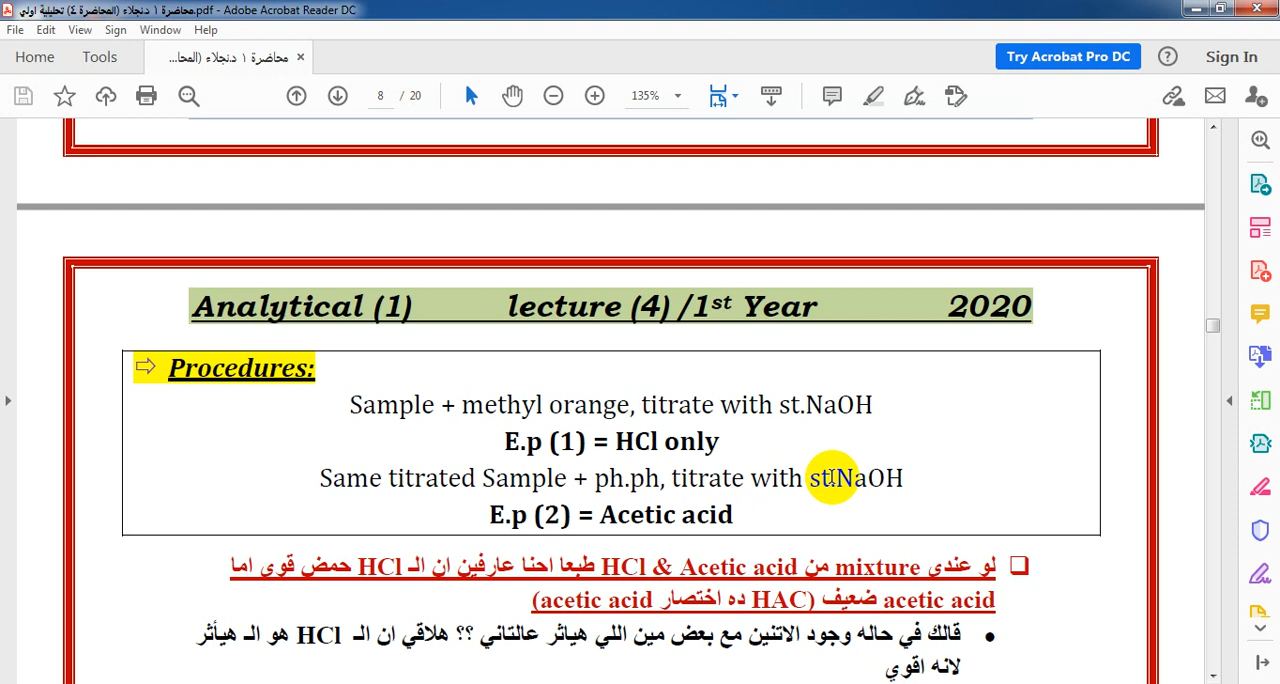 محاضرة ١ د.نجلاء (المحاضرة ٤) تحليلية اولي.pdf - Adobe Acrobat Reader DC
File Edit View Sign Window Help
Home Tools محاضرة ١ د.نجلاء (المحا... × Try Acrobat Pro DC Sign In
8 / 20 135%
Analytical (1) lecture (4) /1st Year 2020
⇨ Procedures:
Sample + methyl orange, titrate with st.NaOH
E.p (1) = HCl only
Same titrated Sample + ph.ph, titrate with st.NaOH
E.p (2) = Acetic acid
❑ لو عندي mixture من HCl & Acetic acid طبعا احنا عارفين ان الـ HCl حمض قوي اما
acetic acid ضعيف (HAC ده اختصار acetic acid)
• قالك في حاله وجود الاتنين مع بعض مين اللي هياثر عالتاني ؟؟ هلاقي ان الـ HCl هو الـ هيأثر
لانه اقوي